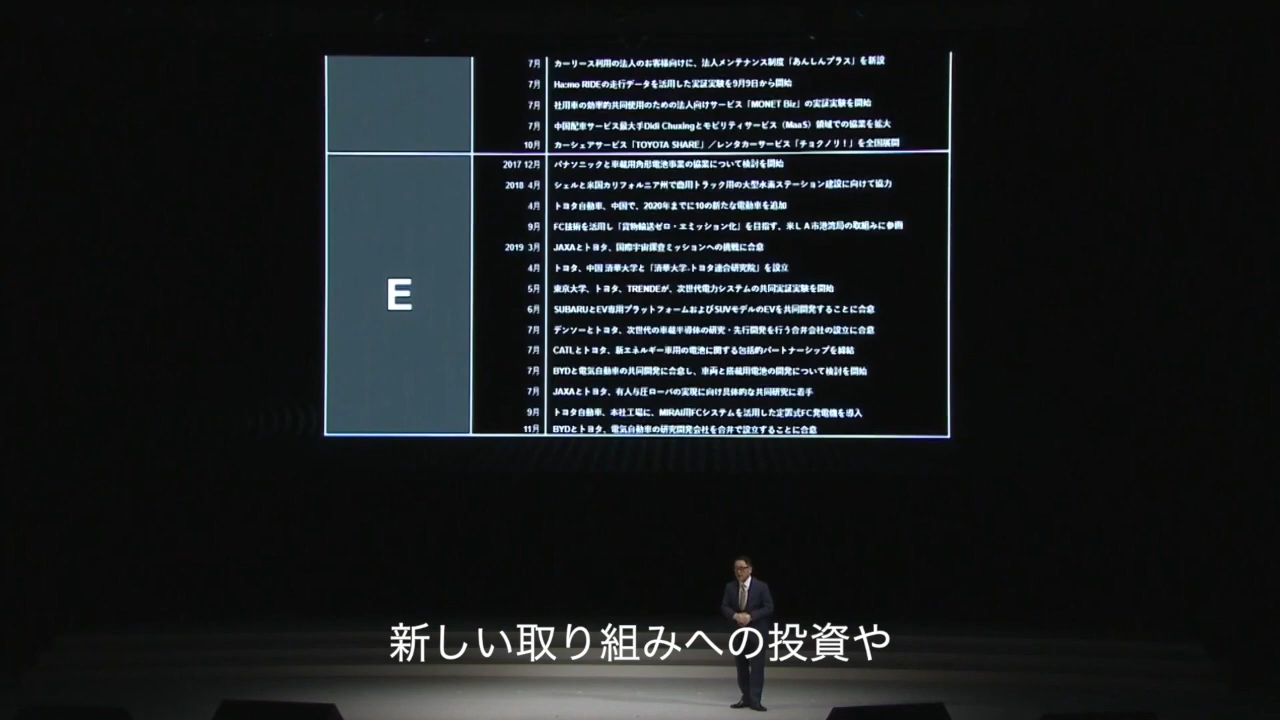 7月 カーリース利用の法人のお客様向けに、法人メンテナンス制度「あんしんプラス」を新設
7月 Ha:mo RIDEの走行データを活用した実証実験を9月9日から開始
7月 社用車の効率的共同使用のための法人向けサービス「MONET Biz」の実証実験を開始
7月 中国配車サービス最大手Didi Chuxingとモビリティサービス（MaaS）領域での協業を拡大
10月 カーシェアサービス「TOYOTA SHARE」／レンタカーサービス「チョクノリ！」を全国展開
E
2017 12月 パナソニックと車載用角形電池事業の協業について検討を開始
2018 4月 シェルと米国カリフォルニア州で商用トラック用の大型水素ステーション建設に向けて協力
4月 トヨタ自動車、中国で、2020年までに10の新たな電動車を追加
9月 FC技術を活用し「貨物輸送ゼロ・エミッション化」を目指す、米ＬＡ市港湾局の取組みに参画
2019 3月 JAXAとトヨタ、国際宇宙探査ミッションへの挑戦に合意
4月 トヨタ、中国 清華大学と「清華大学-トヨタ連合研究院」を設立
5月 東京大学、トヨタ、TRENDEが、次世代電力システムの共同実証実験を開始
6月 SUBARUとEV専用プラットフォームおよびSUVモデルのEVを共同開発することに合意
7月 デンソーとトヨタ、次世代の車載半導体の研究・先行開発を行う合弁会社の設立に合意
7月 CATLとトヨタ、新エネルギー車用の電池に関する包括的パートナーシップを締結
7月 BYDと電気自動車の共同開発に合意し、車両と搭載用電池の開発について検討を開始
7月 JAXAとトヨタ、有人与圧ローバの実現に向け具体的な共同研究に着手
9月 トヨタ自動車、本社工場に、MIRAI用FCシステムを活用した定置式FC発電機を導入
11月 BYDとトヨタ、電気自動車の研究開発会社を合弁で設立することに合意
新しい取り組みへの投資や